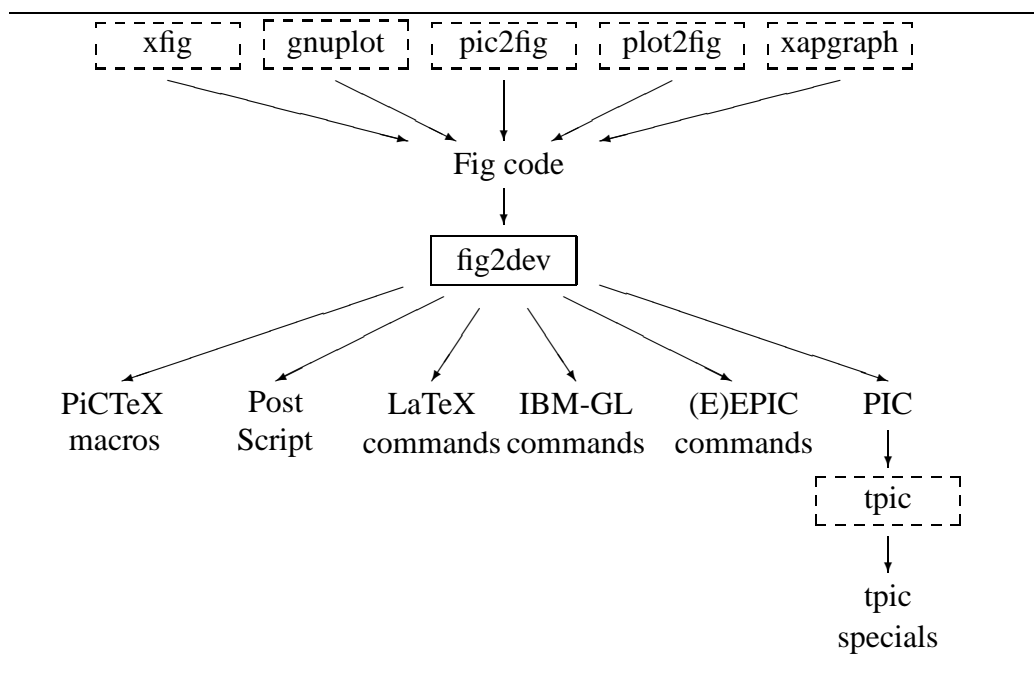 xfig gnuplot pic2fig plot2fig xapgraph
Fig code
fig2dev
PiCTeX Post LaTeX IBM-GL (E)EPIC PIC
macros Script commands commands commands
tpic
tpic
specials